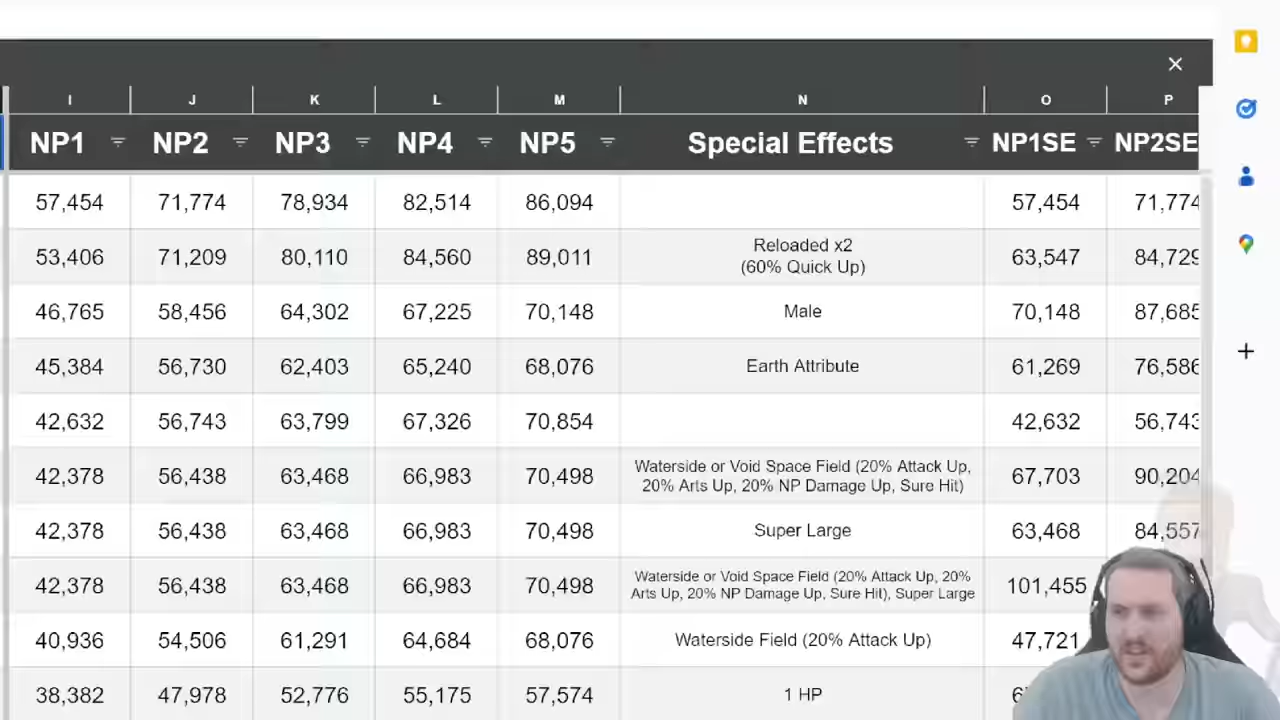 I J K L M N O P
NP1 NP2 NP3 NP4 NP5 Special Effects NP1SE NP2SE
57,454 71,774 78,934 82,514 86,094 57,454 71,774
53,406 71,209 80,110 84,560 89,011 Reloaded x2 63,547 84,729
(60% Quick Up)
46,765 58,456 64,302 67,225 70,148 Male 70,148 87,685
45,384 56,730 62,403 65,240 68,076 Earth Attribute 61,269 76,586
42,632 56,743 63,799 67,326 70,854 42,632 56,743
42,378 56,438 63,468 66,983 70,498 Waterside or Void Space Field (20% Attack Up, 67,703 90,204
20% Arts Up, 20% NP Damage Up, Sure Hit)
42,378 56,438 63,468 66,983 70,498 Super Large 63,468 84,557
42,378 56,438 63,468 66,983 70,498 Waterside or Void Space Field (20% Attack Up, 20% 101,455
Arts Up, 20% NP Damage Up, Sure Hit), Super Large
40,936 54,506 61,291 64,684 68,076 Waterside Field (20% Attack Up) 47,721
38,382 47,978 52,776 55,175 57,574 1 HP